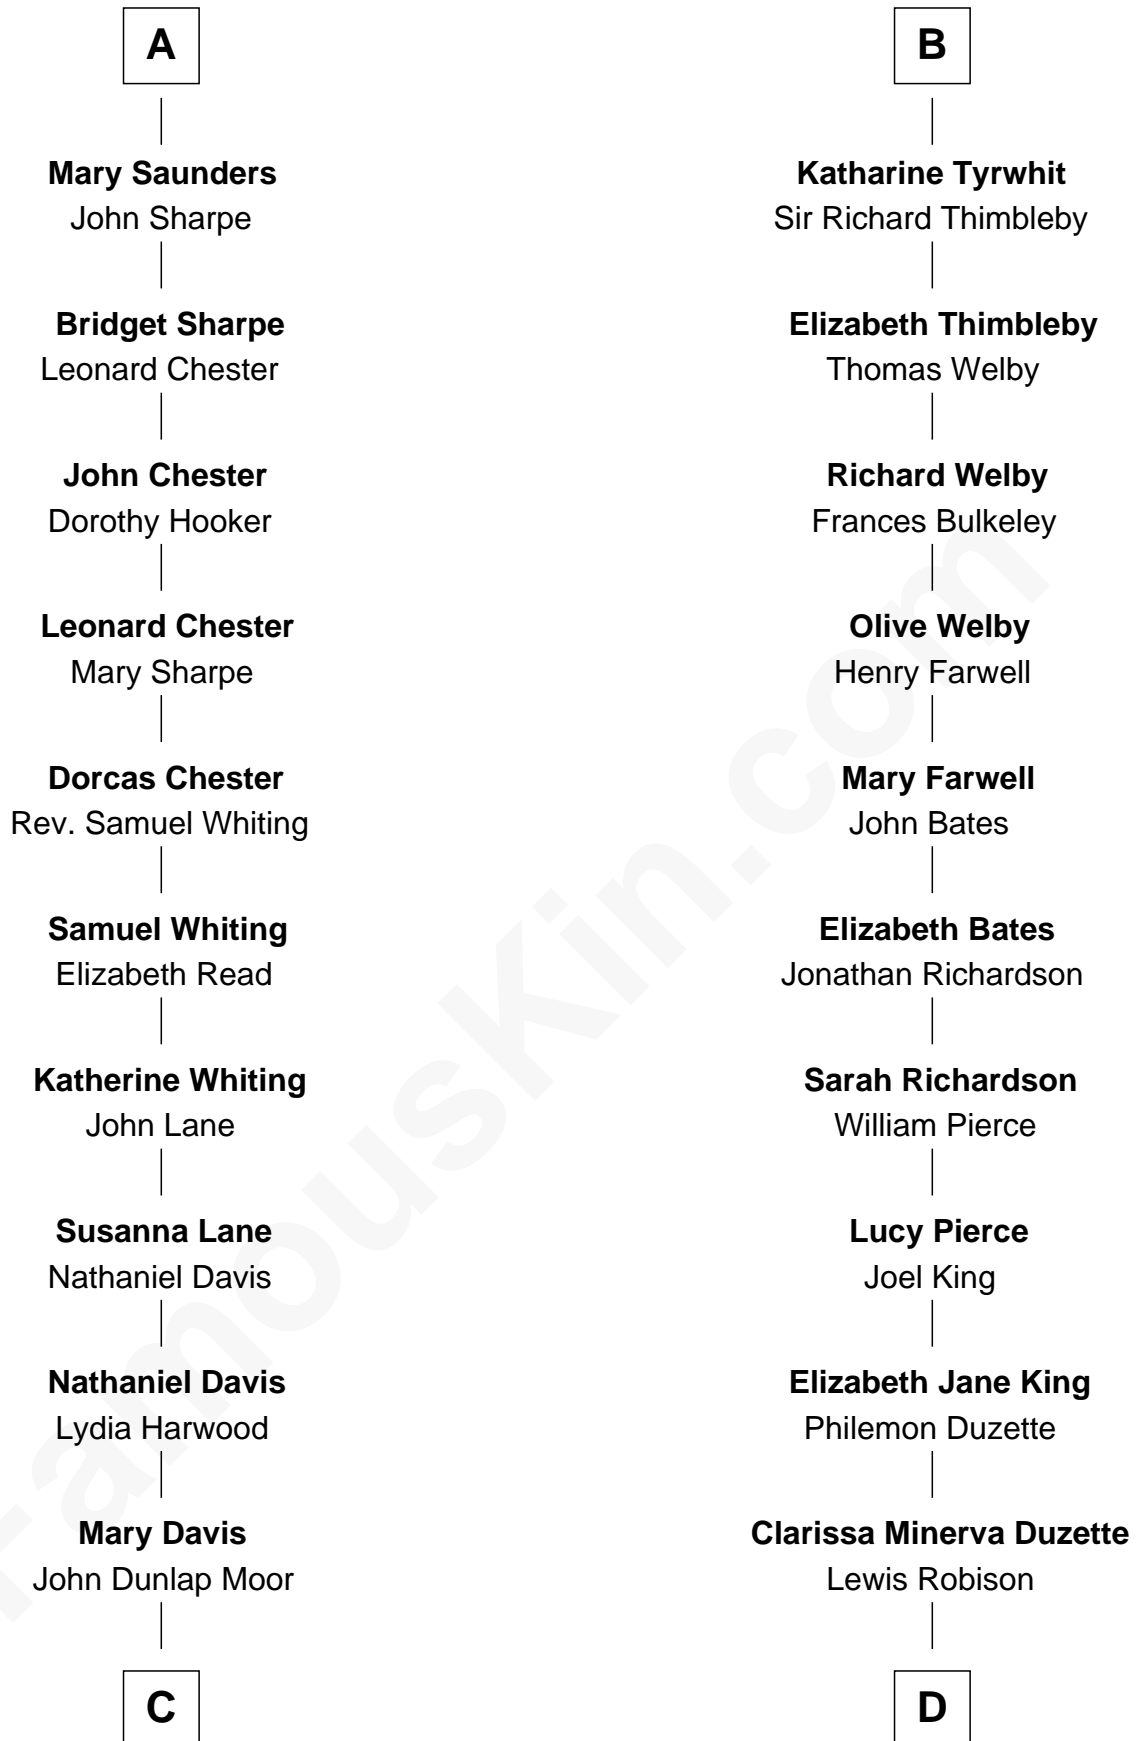 A
Mary Saunders
John Sharpe
Bridget Sharpe
Leonard Chester
John Chester
Dorothy Hooker
Leonard Chester
Mary Sharpe
Dorcas Chester
Rev. Samuel Whiting
Samuel Whiting
Elizabeth Read
Katherine Whiting
John Lane
Susanna Lane
Nathaniel Davis
Nathaniel Davis
Lydia Harwood
Mary Davis
John Dunlap Moor
C
B
Katharine Tyrwhit
Sir Richard Thimbleby
Elizabeth Thimbleby
Thomas Welby
Richard Welby
Frances Bulkeley
Olive Welby
Henry Farwell
Mary Farwell
John Bates
Elizabeth Bates
Jonathan Richardson
Sarah Richardson
William Pierce
Lucy Pierce
Joel King
Elizabeth Jane King
Philemon Duzette
Clarissa Minerva Duzette
Lewis Robison
D
FamousKin.com